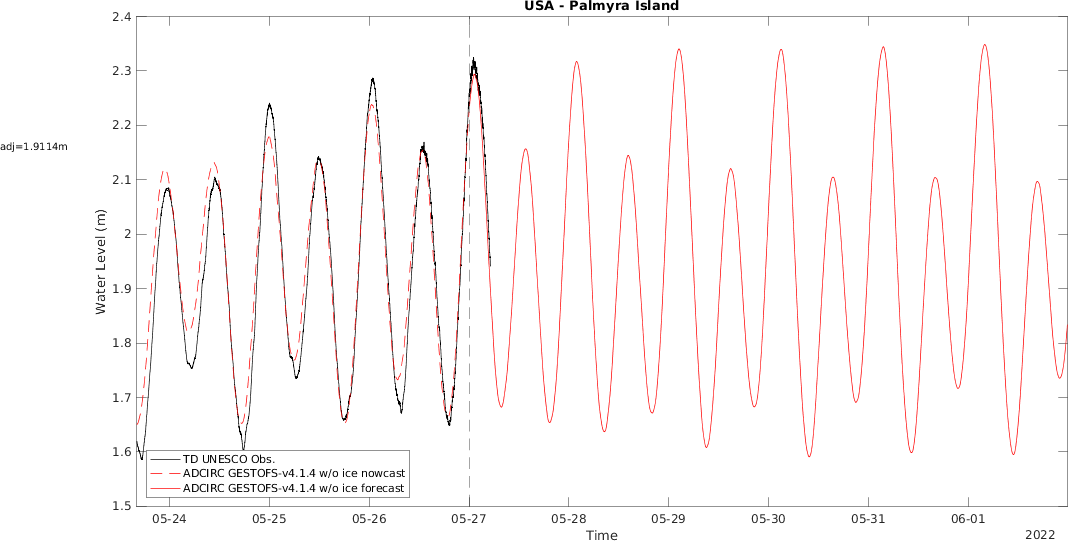 USA - Palmyra Island
adj=1.9114m
Water Level (m)
2.4
2.3
2.2
2.1
2
1.9
1.8
1.7
1.6
1.5
TD UNESCO Obs.
ADCIRC GESTOFS-v4.1.4 w/o ice nowcast
ADCIRC GESTOFS-v4.1.4 w/o ice forecast
05-24 05-25 05-26 05-27 05-28 05-29 05-30 05-31 06-01
Time
2022